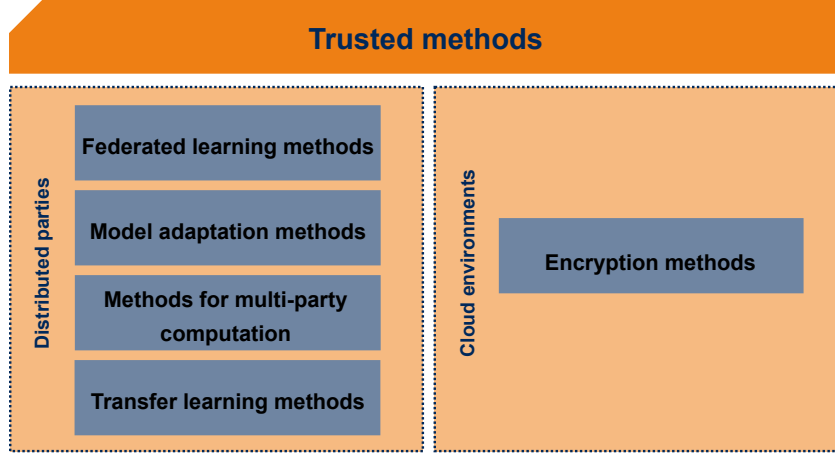 Trusted methods
Distributed parties
Federated learning methods
Model adaptation methods
Methods for multi-party
computation
Transfer learning methods
Cloud environments
Encryption methods